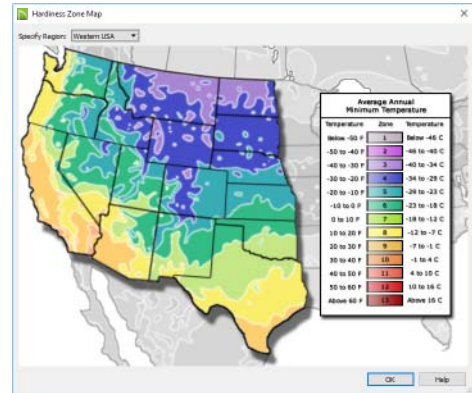 Hardiness Zone Map
Specify Region: Western USA
Average Annual
Minimum Temperature
Temperature Zone Temperature
Below -50 F 1 Below -46 C
-50 to -40 F 2 -46 to -40 C
-40 to -30 F 3 -40 to -34 C
-30 to -20 F 4 -34 to -29 C
-20 to -10 F 5 -29 to -23 C
-10 to 0 F 6 -23 to -18 C
0 to 10 F 7 -18 to -12 C
10 to 20 F 8 -12 to -7 C
20 to 30 F 9 -7 to -1 C
30 to 40 F 10 -1 to 4 C
40 to 50 F 11 4 to 10 C
50 to 60 F 12 10 to 16 C
Above 60 F 13 Above 16 C
OK Help